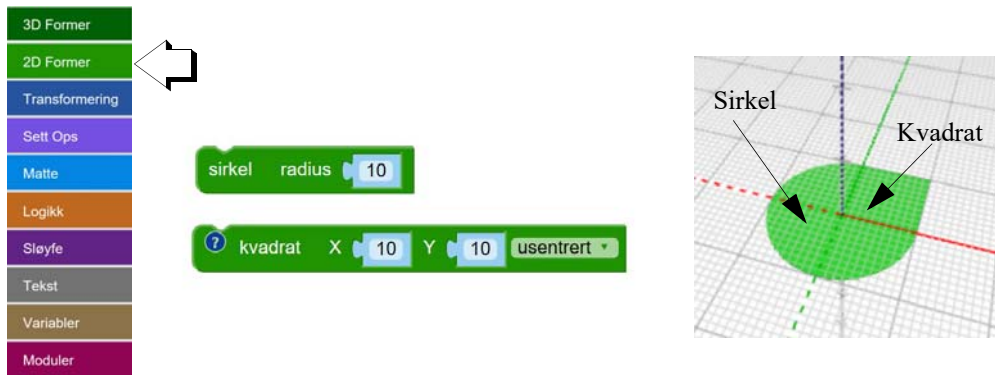 3D Former
2D Former
Transformering
Sett Ops
Matte
Logikk
Sløyfe
Tekst
Variabler
Moduler
sirkel radius 10
? kvadrat X 10 Y 10 usentrert
Sirkel
Kvadrat